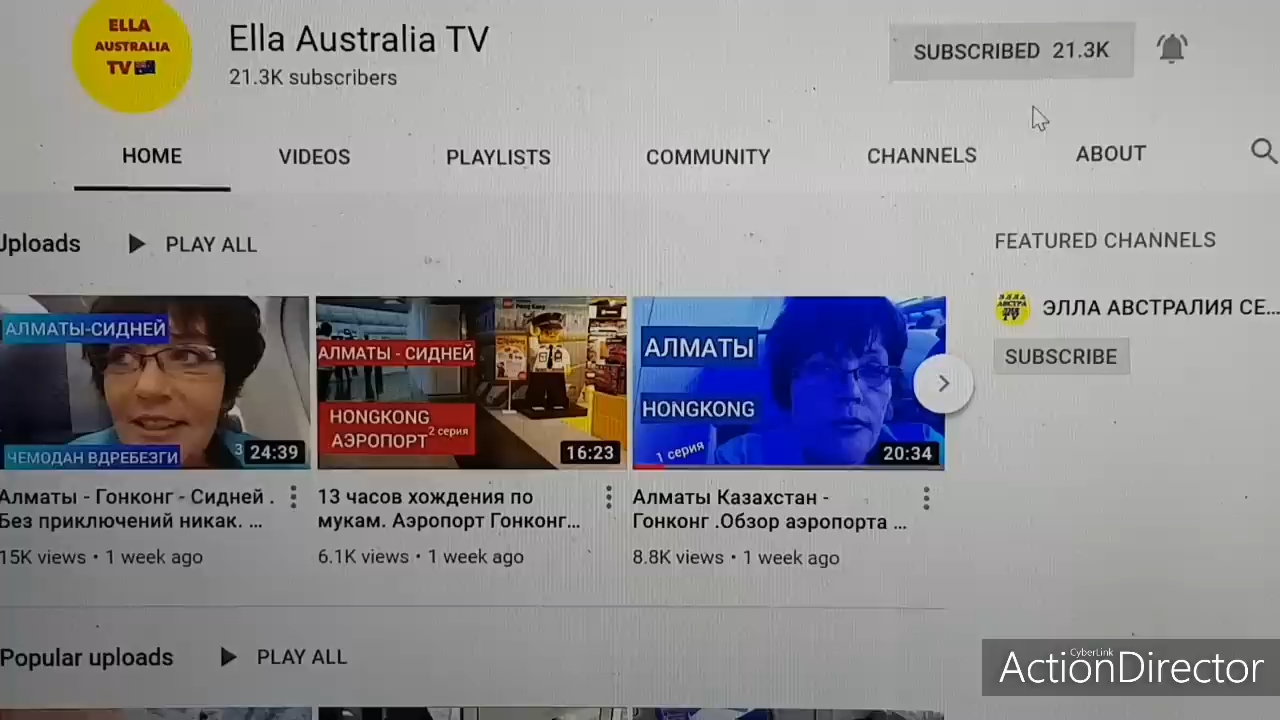 ELLA
AUSTRALIA
TV
Ella Australia TV
21.3K subscribers
SUBSCRIBED 21.3K
HOME VIDEOS PLAYLISTS COMMUNITY CHANNELS ABOUT
Uploads PLAY ALL
FEATURED CHANNELS
ЭЛЛА АВСТРАЛИЯ СЕ...
SUBSCRIBE
АЛМАТЫ-СИДНЕЙ
ЧЕМОДАН ВДРЕБЕЗГИ
3
24:39
АЛМАТЫ - СИДНЕЙ
HONGKONG
АЭРОПОРТ 2 серия
16:23
АЛМАТЫ
HONGKONG
1 серия
20:34
Алматы - Гонконг - Сидней .
Без приключений никак. ...
15K views • 1 week ago
13 часов хождения по
мукам. Аэропорт Гонконг...
6.1K views • 1 week ago
Алматы Казахстан -
Гонконг .Обзор аэропорта ...
8.8K views • 1 week ago
Popular uploads PLAY ALL
CyberLink
ActionDirector